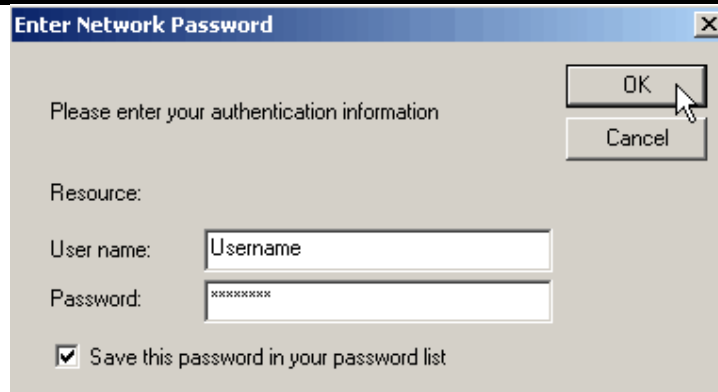 Enter Network Password
OK
Please enter your authentication information
Cancel
Resource:
User name: Username
Password: ********
Save this password in your password list